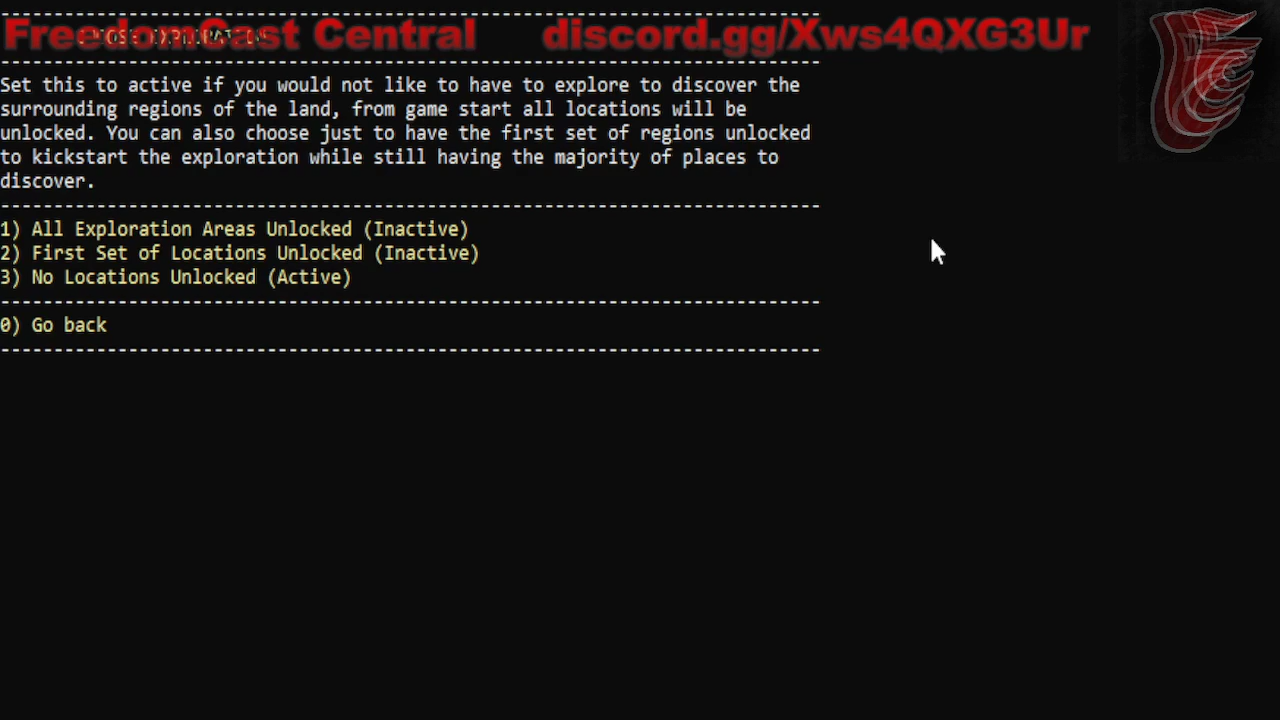 FreedomCast Central discord.gg/Xws4QXG3Ur
--------------------------------------------------------------------------------
Set this to active if you would not like to have to explore to discover the
surrounding regions of the land, from game start all locations will be
unlocked. You can also choose just to have the first set of regions unlocked
to kickstart the exploration while still having the majority of places to
discover.
--------------------------------------------------------------------------------
1) All Exploration Areas Unlocked (Inactive)
2) First Set of Locations Unlocked (Inactive)
3) No Locations Unlocked (Active)
--------------------------------------------------------------------------------
0) Go back
--------------------------------------------------------------------------------